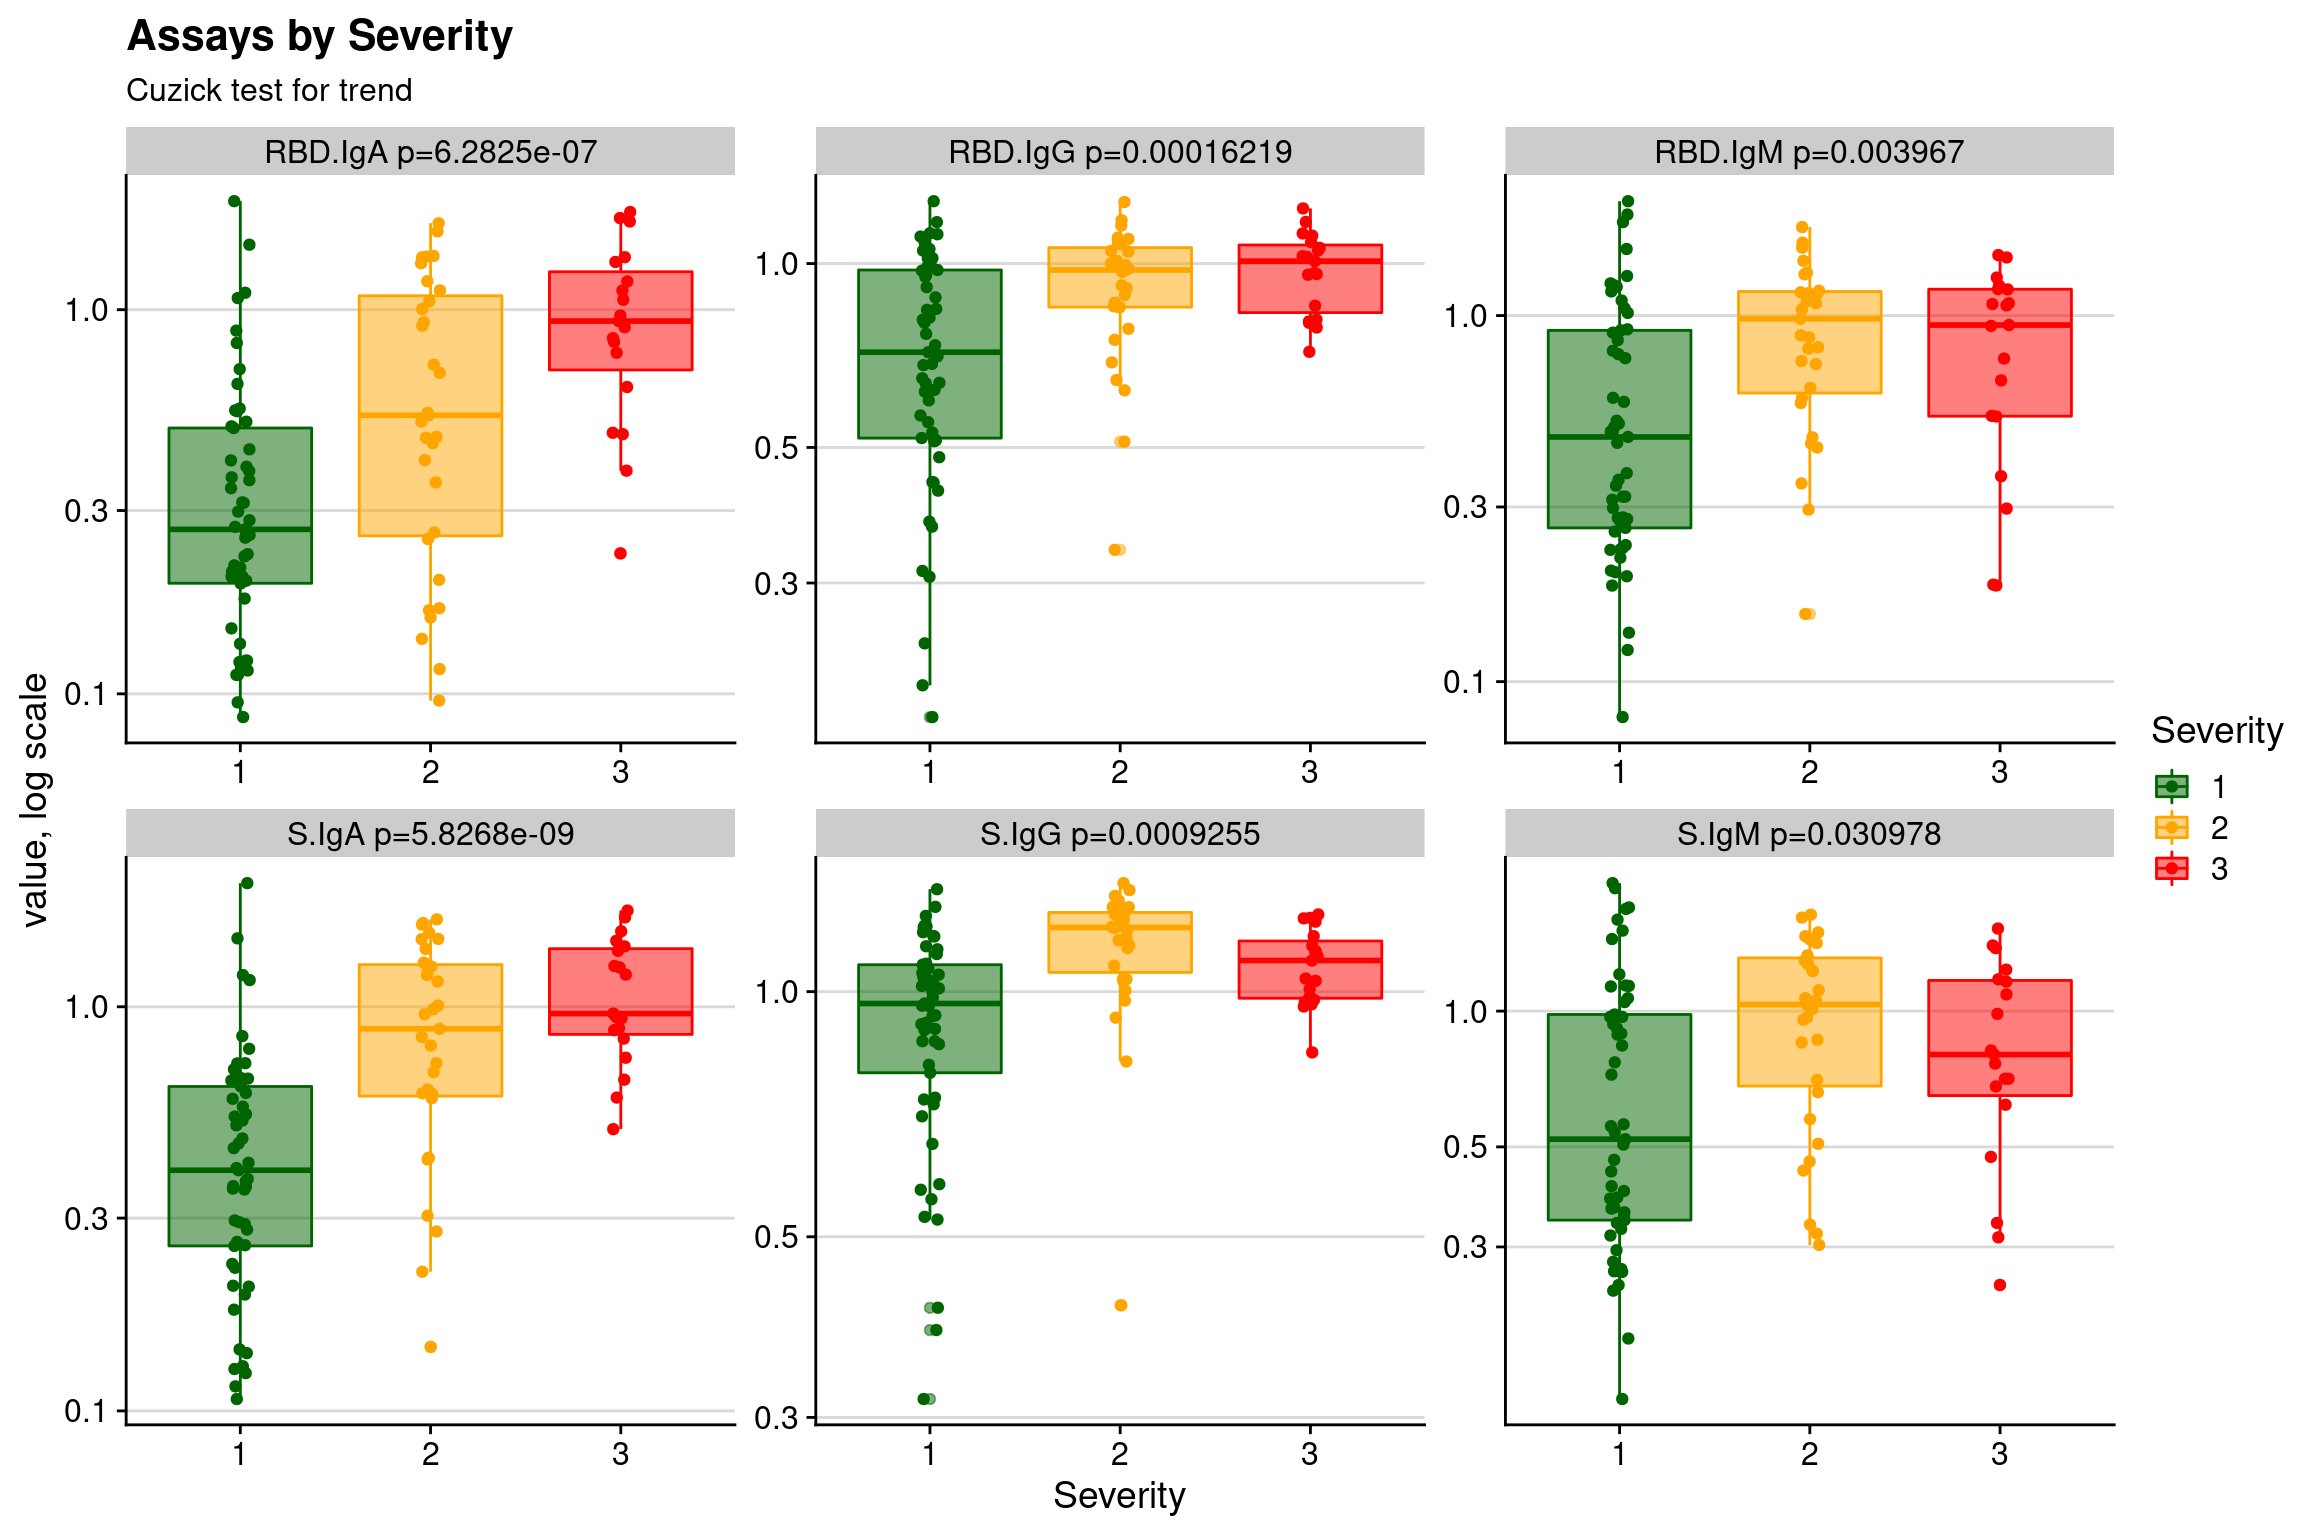 Assays by Severity
Cuzick test for trend
value, log scale
RBD.IgA p=6.2825e-07
1.0
0.3
0.1
1 2 3
RBD.IgG p=0.00016219
1.0
0.5
0.3
1 2 3
RBD.IgM p=0.003967
1.0
0.3
0.1
1 2 3
S.IgA p=5.8268e-09
1.0
0.3
0.1
1 2 3
S.IgG p=0.0009255
1.0
0.5
0.3
1 2 3
S.IgM p=0.030978
1.0
0.5
0.3
1 2 3
Severity
Severity
1
2
3